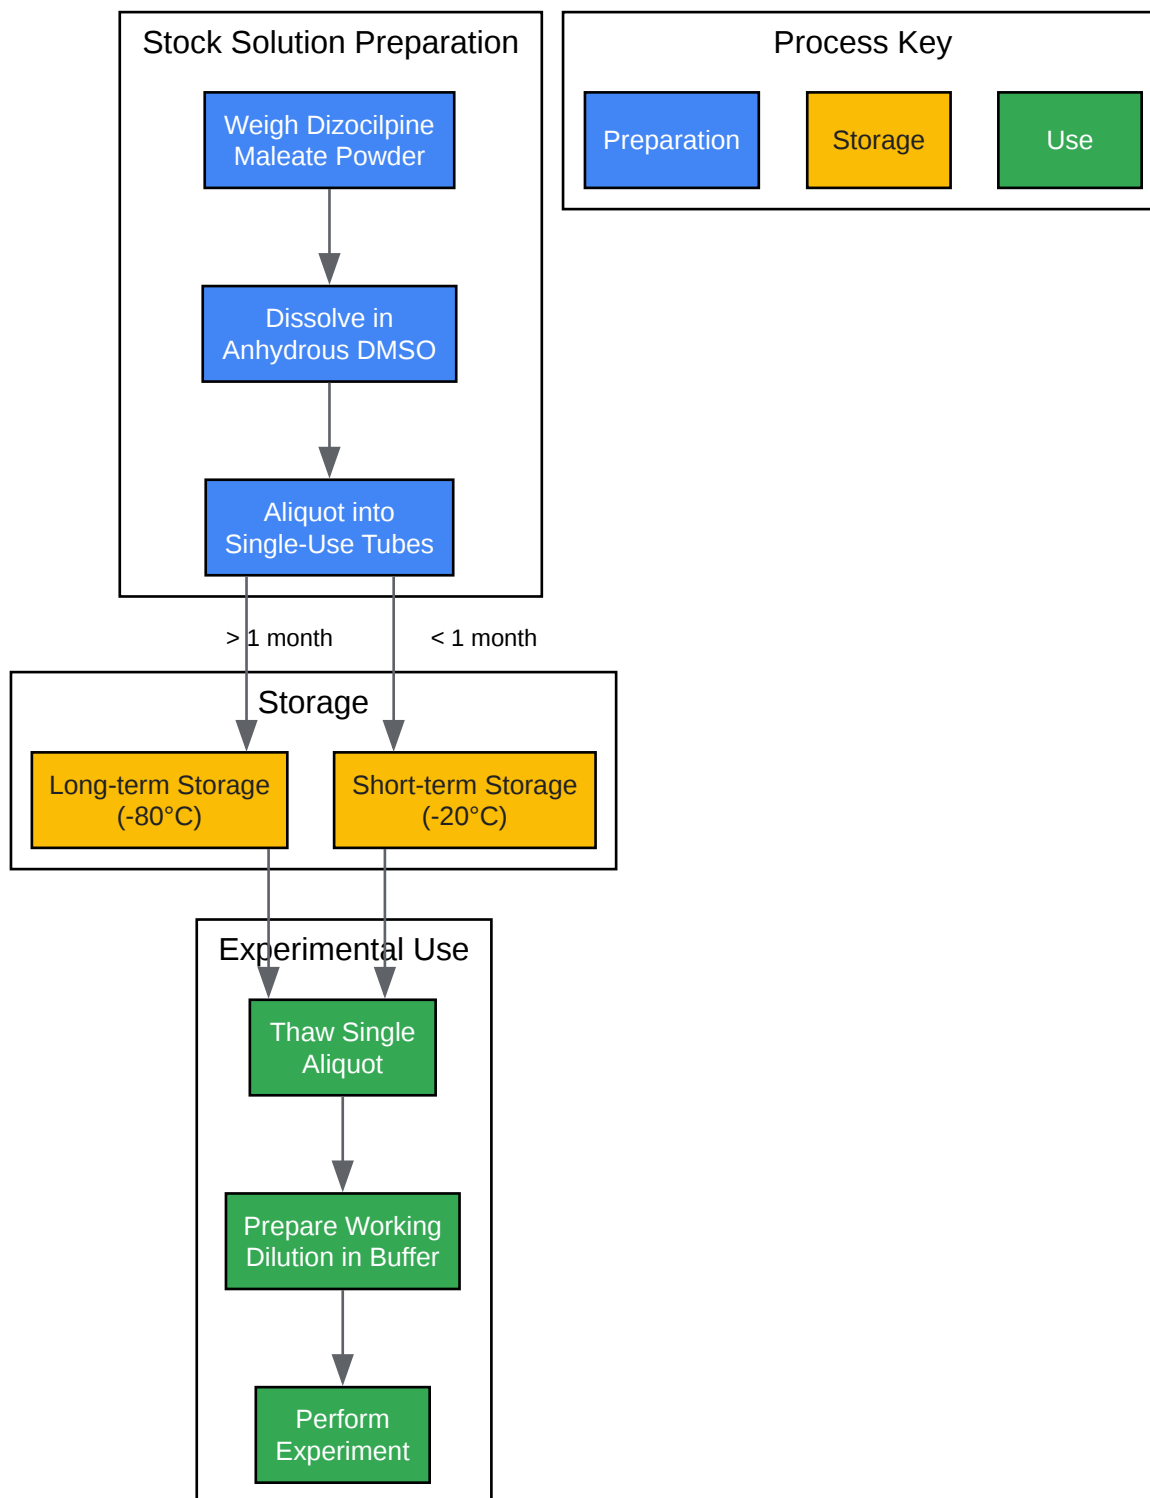 Stock Solution Preparation
Weigh Dizocilpine
Maleate Powder
Dissolve in
Anhydrous DMSO
Aliquot into
Single-Use Tubes
Process Key
Preparation
Storage
Use
> 1 month
< 1 month
Storage
Long-term Storage
(-80°C)
Short-term Storage
(-20°C)
Experimental Use
Thaw Single
Aliquot
Prepare Working
Dilution in Buffer
Perform
Experiment